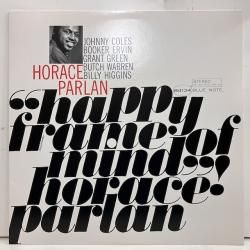 JOHNNY COLES
BOOKER ERVIN
GRANT GREEN
BUTCH WARREN
BILLY HIGGINS
HORACE
PARLAN
STEREO
84134 BLUE NOTE
"happy
frame of
mind"
horace
parlan